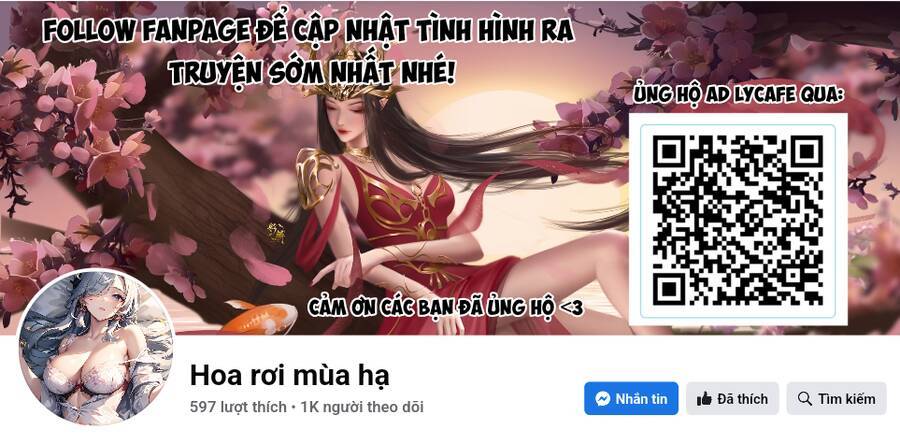 FOLLOW FANPAGE ĐỂ CẬP NHẬT TÌNH HÌNH RA
TRUYỆN SỚM NHẤT NHÉ!
ỦNG HỘ AD LYCAFE QUA:
CẢM ƠN CÁC BẠN ĐÃ ỦNG HỘ <3
Hoa rơi mùa hạ
597 lượt thích • 1K người theo dõi
Nhắn tin
Đã thích
Tìm kiếm